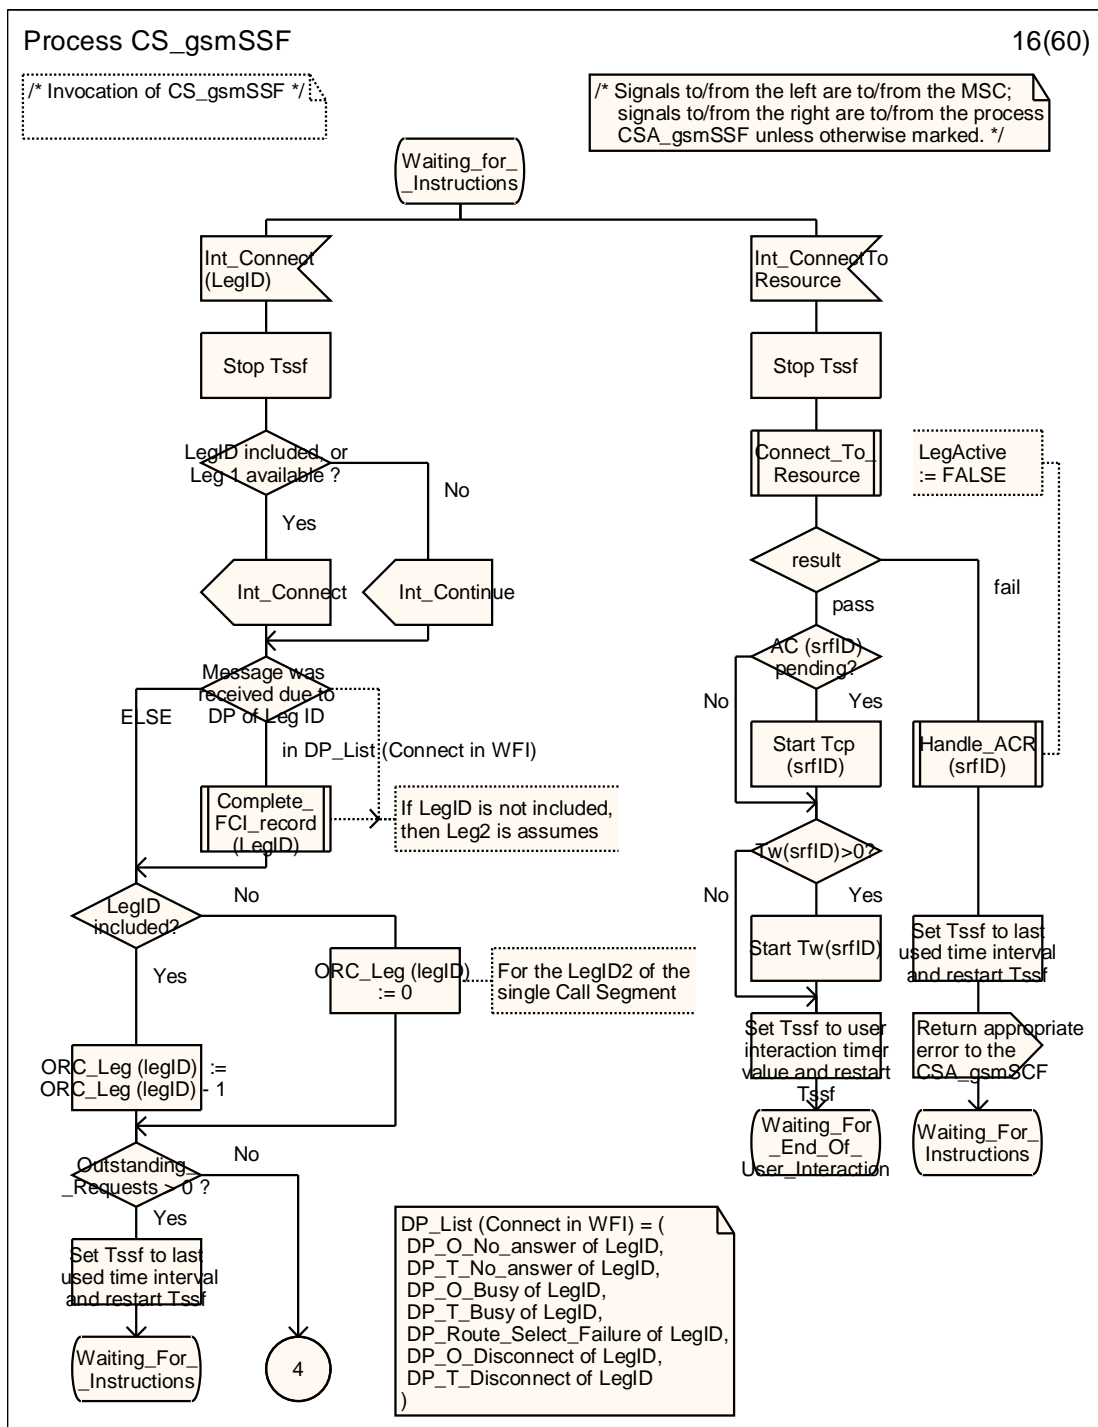 Process CS_gsmSSF
16(60)
/* Invocation of CS_gsmSSF */
/* Signals to/from the left are to/from the MSC;
signals to/from the right are to/from the process
CSA_gsmSSF unless otherwise marked. */
Waiting_for_
_Instructions
Int_Connect
(LegID)
Stop Tssf
LegID included, or
Leg 1 available ?
No
Yes
Int_Connect
Int_Continue
Message was
received due to
DP of Leg ID
ELSE
in DP_List (Connect in WFI)
Complete_
FCI_record
(LegID)
If LegID is not included,
then Leg2 is assumes
LegID
included?
No
Yes
ORC_Leg (legID)
:= 0
For the LegID2 of the
single Call Segment
ORC_Leg (legID) :=
ORC_Leg (legID) - 1
Outstanding_
_Requests > 0 ?
No
Yes
Set Tssf to last
used time interval
and restart Tssf
Waiting_For_
_Instructions
4
DP_List (Connect in WFI) = (
DP_O_No_answer of LegID,
DP_T_No_answer of LegID,
DP_O_Busy of LegID,
DP_T_Busy of LegID,
DP_Route_Select_Failure of LegID,
DP_O_Disconnect of LegID,
DP_T_Disconnect of LegID
)
Int_ConnectTo
Resource
Stop Tssf
Connect_To_
Resource
LegActive
:= FALSE
result
fail
pass
AC (srfID)
pending?
No
Yes
Start Tcp
(srfID)
Handle_ACR
(srfID)
Tw(srfID)>0?
No
Yes
Start Tw(srfID)
Set Tssf to last
used time interval
and restart Tssf
Set Tssf to user
interaction timer
value and restart
Tssf
Return appropriate
error to the
CSA_gsmSCF
Waiting_For
_End_Of_
User_Interaction
Waiting_For_
Instructions